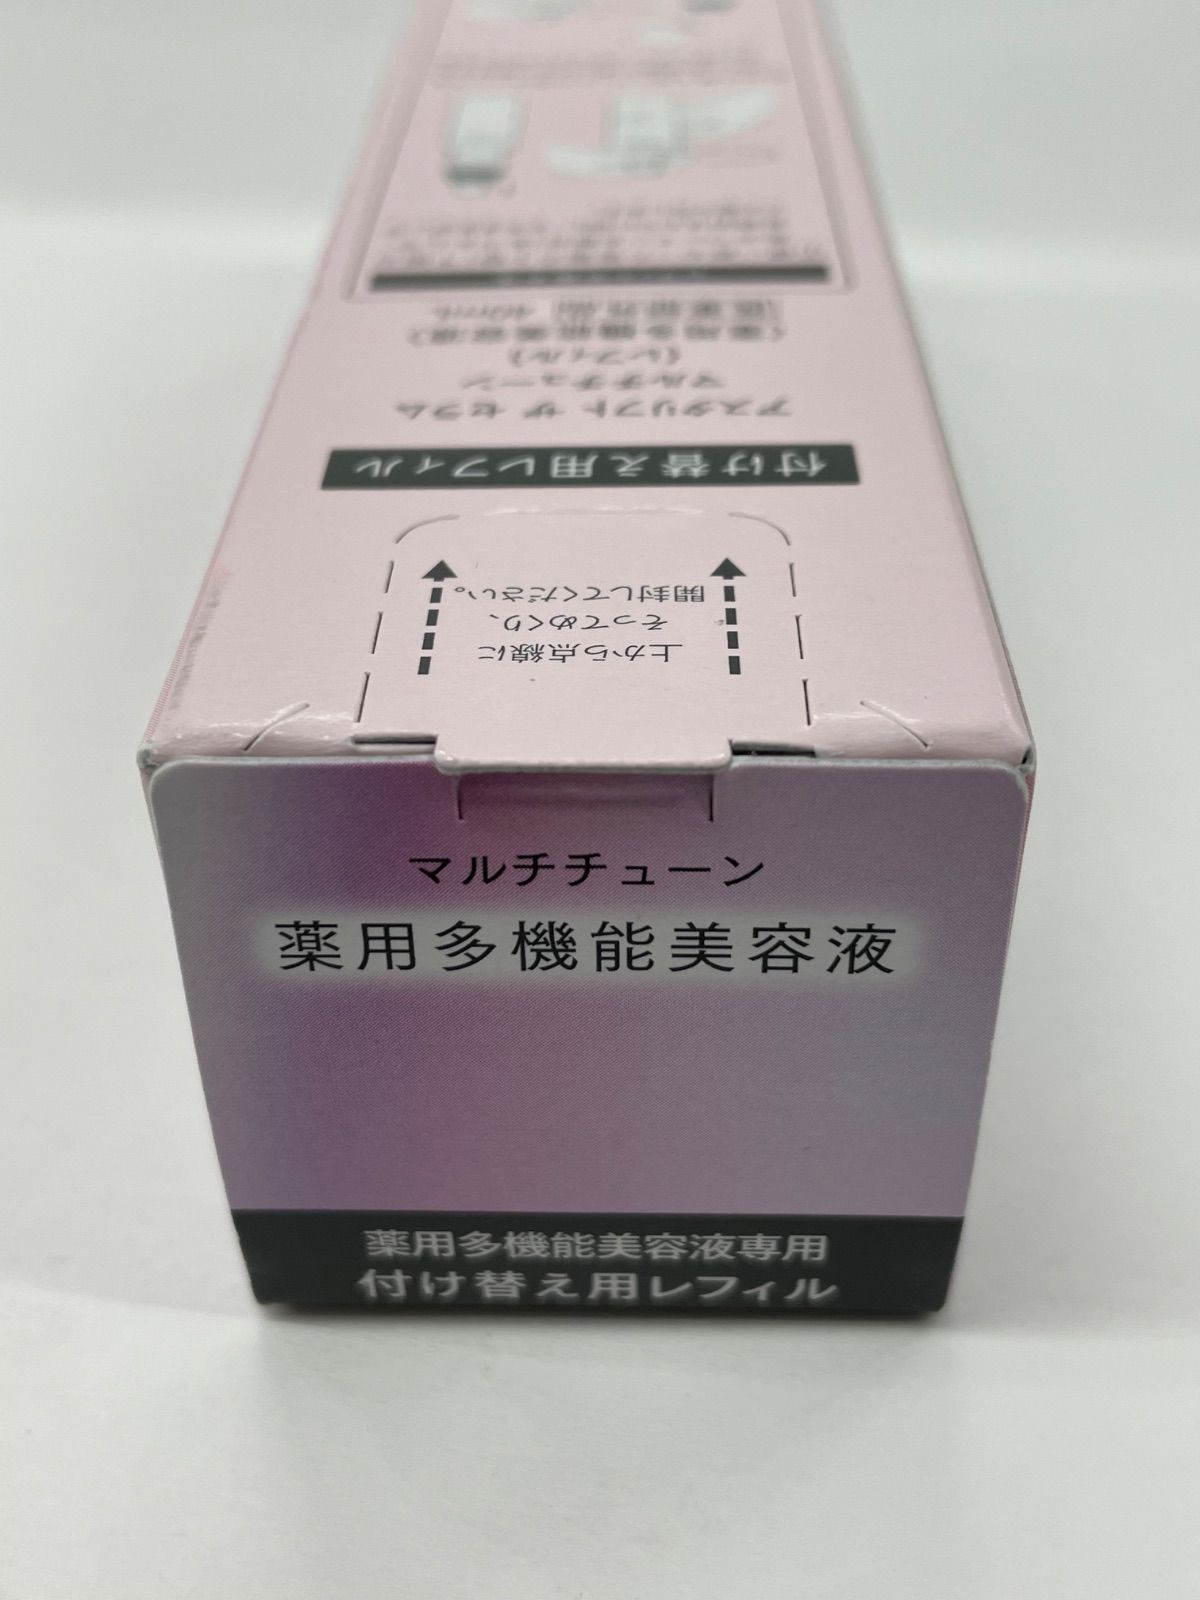 マルチチューン
薬用多機能美容液
薬用多機能美容液専用
付け替え用レフィル
上から点線に
そってめくり、
開封してください。
付け替え用レフィル
アスタリフト ザ セラム
マルチチューン
(レフィル)
〈薬用多機能美容液〉
医薬部外品 40mL